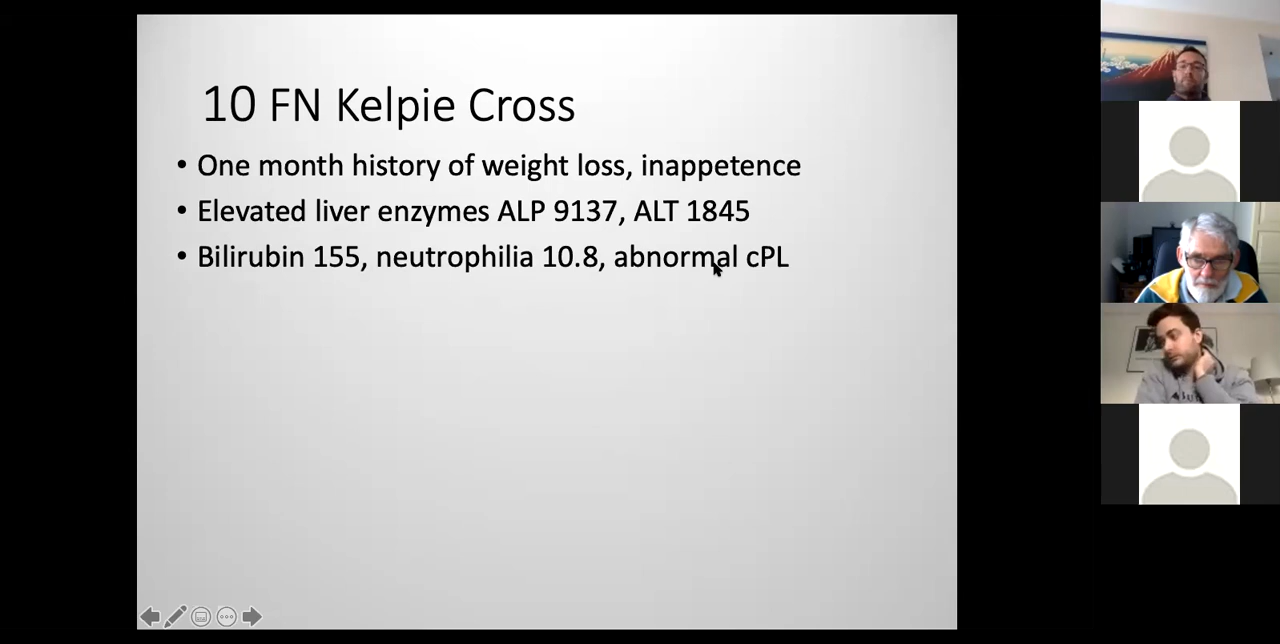 10 FN Kelpie Cross
• One month history of weight loss, inappetence
• Elevated liver enzymes ALP 9137, ALT 1845
• Bilirubin 155, neutrophilia 10.8, abnormal cPL